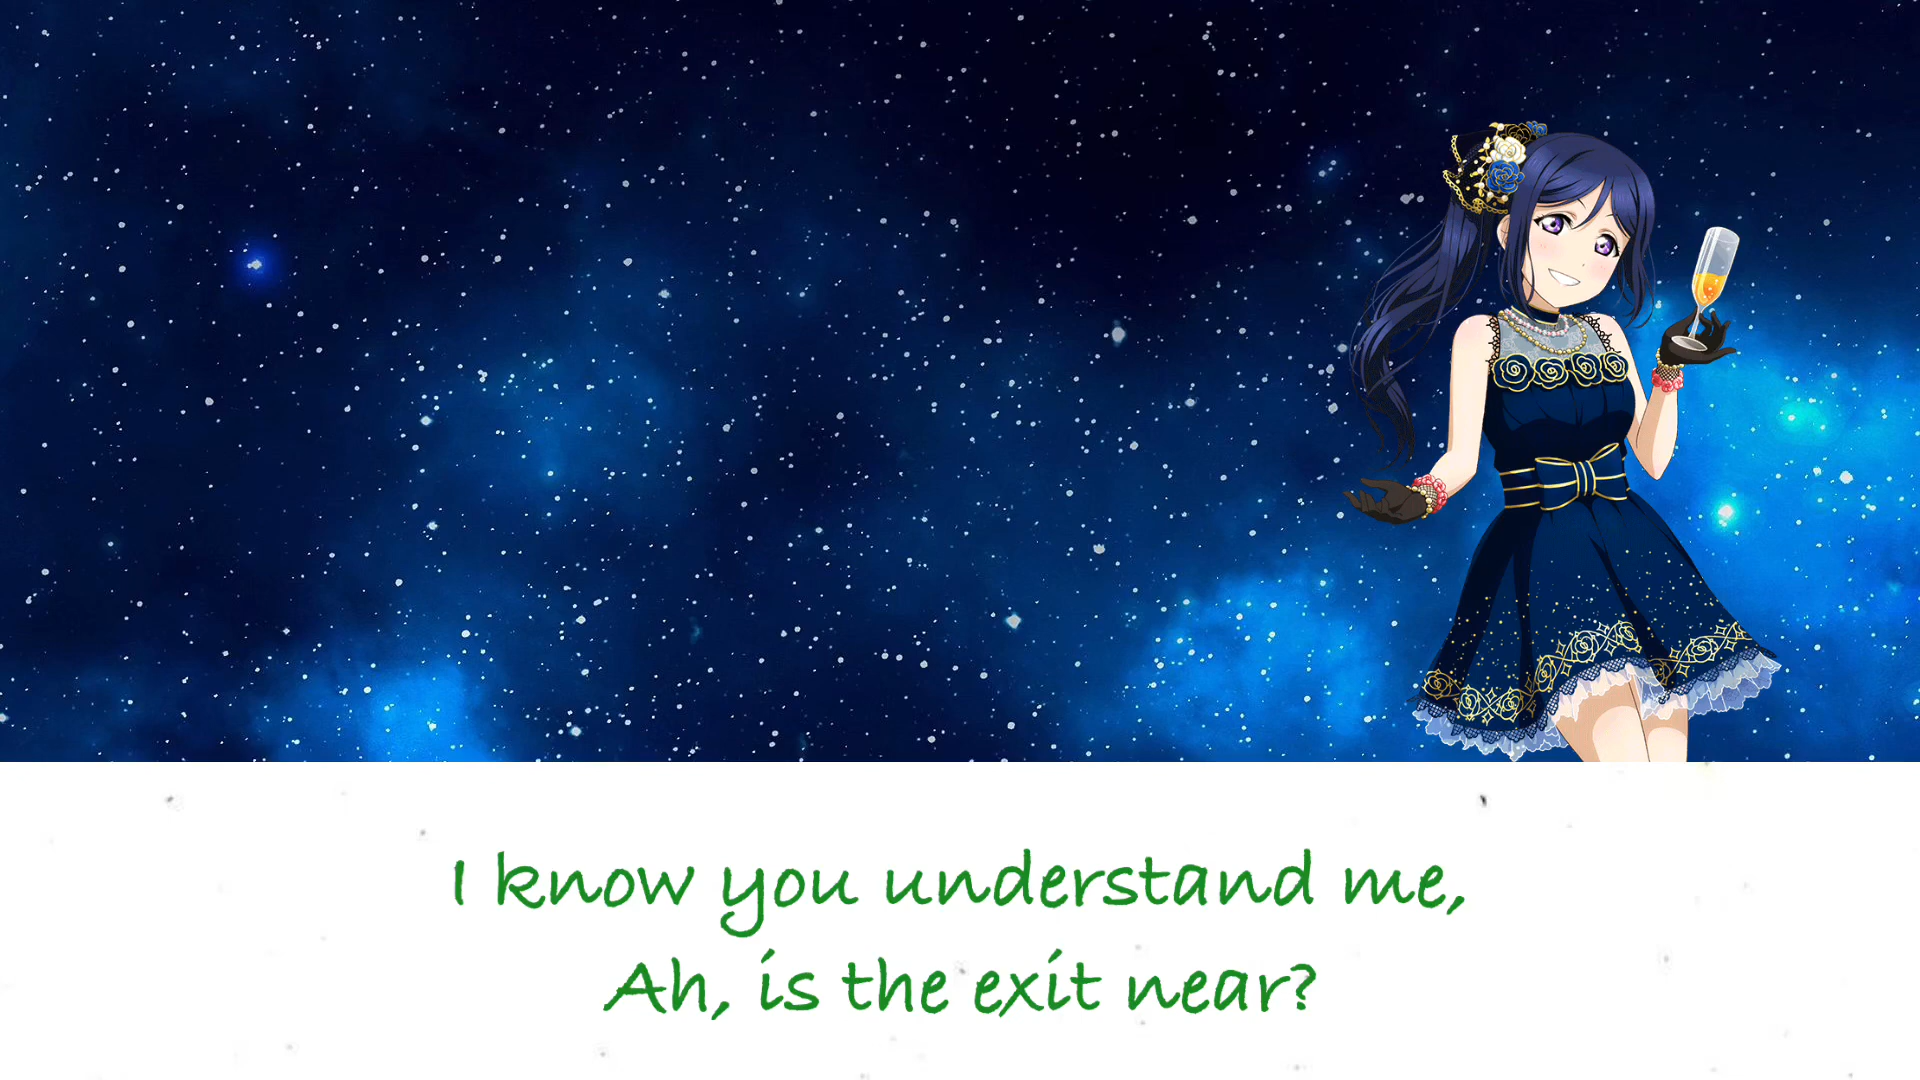 I know you understand me,
Ah, is the exit near?